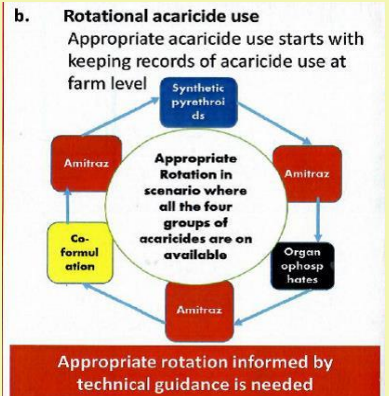 b. Rotational acaricide use
Appropriate acaricide use starts with
keeping records of acaricide use at
farm level
Synthetic
pyrethroi
ds
Amitraz
Amitraz
Appropriate
Rotation in
scenario where
all the four
groups of
acaricides are on
available
Co-
formul
ation
Organ
ophosp
hates
Amitraz
Appropriate rotation informed by
technical guidance is needed